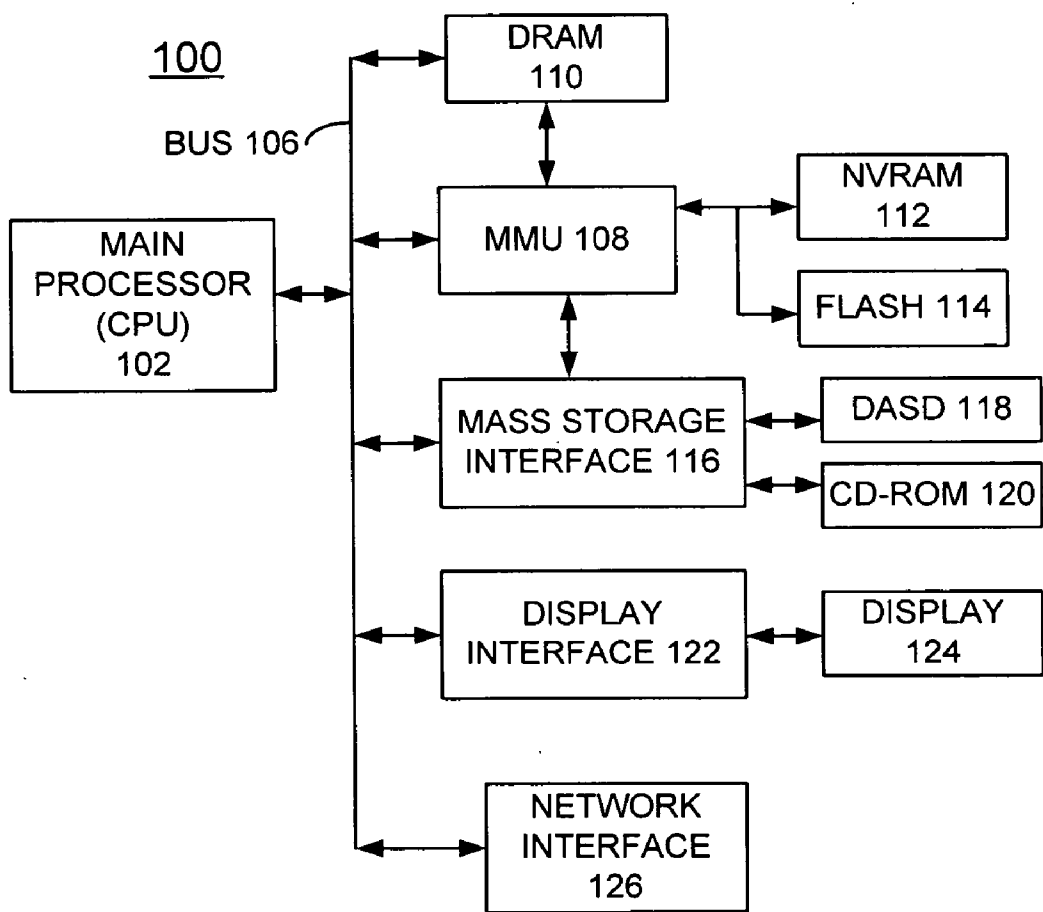 100
BUS 106
MAIN
PROCESSOR
(CPU)
102
DRAM
110
MMU 108
NVRAM
112
FLASH 114
MASS STORAGE
INTERFACE 116
DASD 118
CD-ROM 120
DISPLAY
INTERFACE 122
DISPLAY
124
NETWORK
INTERFACE
126